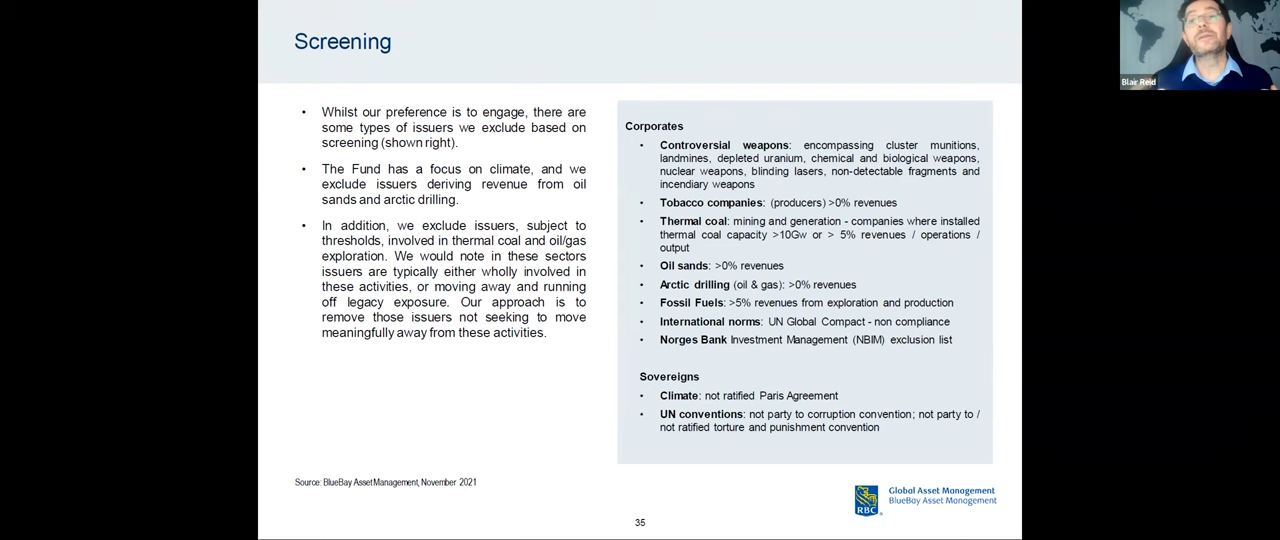 Screening
• Whilst our preference is to engage, there are
some types of issuers we exclude based on
screening (shown right).
• The Fund has a focus on climate, and we
exclude issuers deriving revenue from oil
sands and arctic drilling.
• In addition, we exclude issuers, subject to
thresholds, involved in thermal coal and oil/gas
exploration. We would note in these sectors
issuers are typically either wholly involved in
these activities, or moving away and running
off legacy exposure. Our approach is to
remove those issuers not seeking to move
meaningfully away from these activities.
Corporates
• Controversial weapons: encompassing cluster munitions,
landmines, depleted uranium, chemical and biological weapons,
nuclear weapons, blinding lasers, non-detectable fragments and
incendiary weapons
• Tobacco companies: (producers) >0% revenues
• Thermal coal: mining and generation - companies where installed
thermal coal capacity >10Gw or > 5% revenues / operations /
output
• Oil sands: >0% revenues
• Arctic drilling (oil & gas): >0% revenues
• Fossil Fuels: >5% revenues from exploration and production
• International norms: UN Global Compact - non compliance
• Norges Bank Investment Management (NBIM) exclusion list
Sovereigns
• Climate: not ratified Paris Agreement
• UN conventions: not party to corruption convention; not party to /
not ratified torture and punishment convention
Source: BlueBay Asset Management, November 2021
RBC
Global Asset Management
BlueBay Asset Management
35
Blair Reid